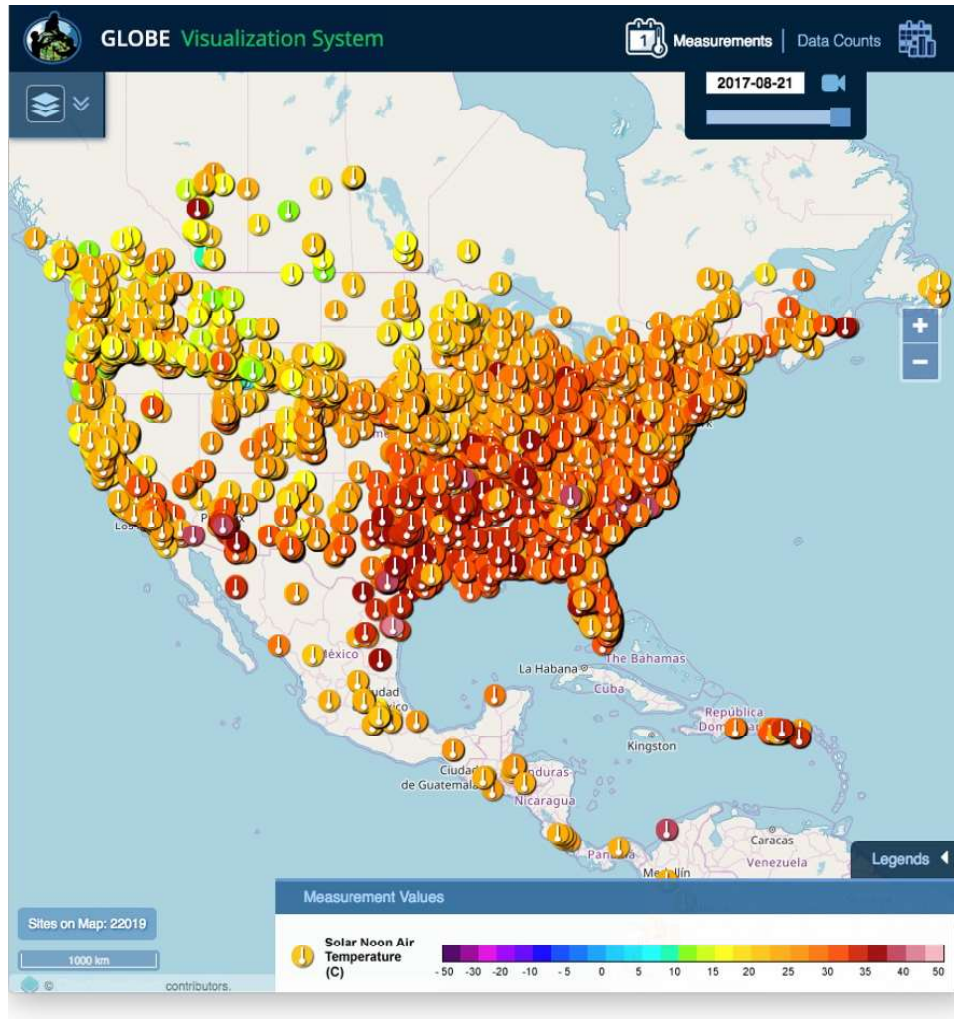 GLOBE Visualization System
1 Measurements | Data Counts
2017-08-21
La Habana
The Bahamas
Cuba
México
Kingston
Ciudad
de Guatemala
Nicaragua
Caracas
Venezuela
Legends
Measurement Values
Sites on Map: 22019
Solar Noon Air
Temperature
(C)
- 50 -30 -20 -10 - 5 0 5 10 15 20 25 30 35 40 50
1000 km
© contributors.